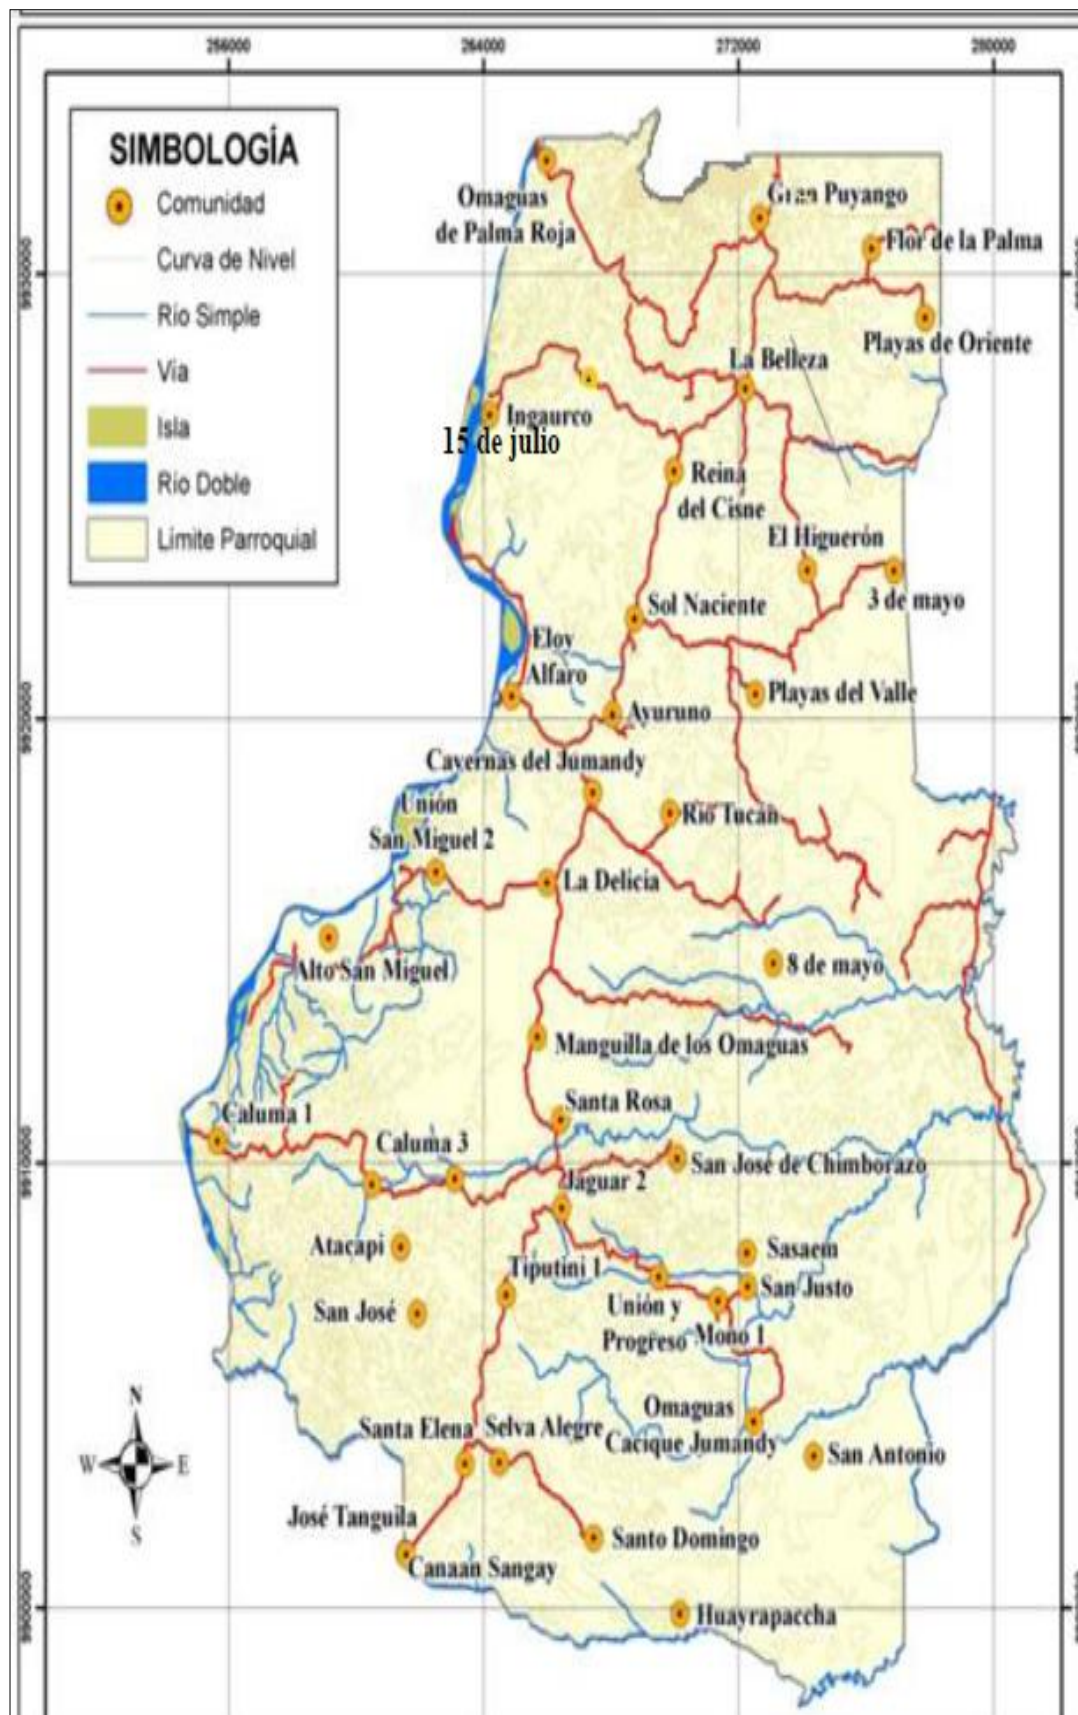 256000
264000
272000
280000
SIMBOLOGÍA
Comunidad
Curva de Nivel
Río Simple
Vía
Isla
Río Doble
Límite Parroquial
Omaguas
de Palma Roja
Gran Puyango
Flor de la Palma
Playas de Oriente
La Belleza
Ingaurco
15 de julio
Reina
del Cisne
El Higuerón
3 de mayo
Sol Naciente
Eloy
Alfaro
Playas del Valle
Ayuruno
Cavernas del Jumandy
Unión
San Miguel 2
Río Tucán
La Delicia
Alto San Miguel
8 de mayo
Manguilla de los Omaguas
Santa Rosa
Caluma 1
Caluma 3
San José de Chimborazo
Jaguar 2
Atacapi
Sasaem
Tiputini 1
San Justo
San José
Unión y
Progreso
Mono 1
Omaguas
Cacique Jumandy
Santa Elena
Selva Alegre
San Antonio
N
W
E
S
José Tanguila
Santo Domingo
Canaan Sangay
Huayrapaccha